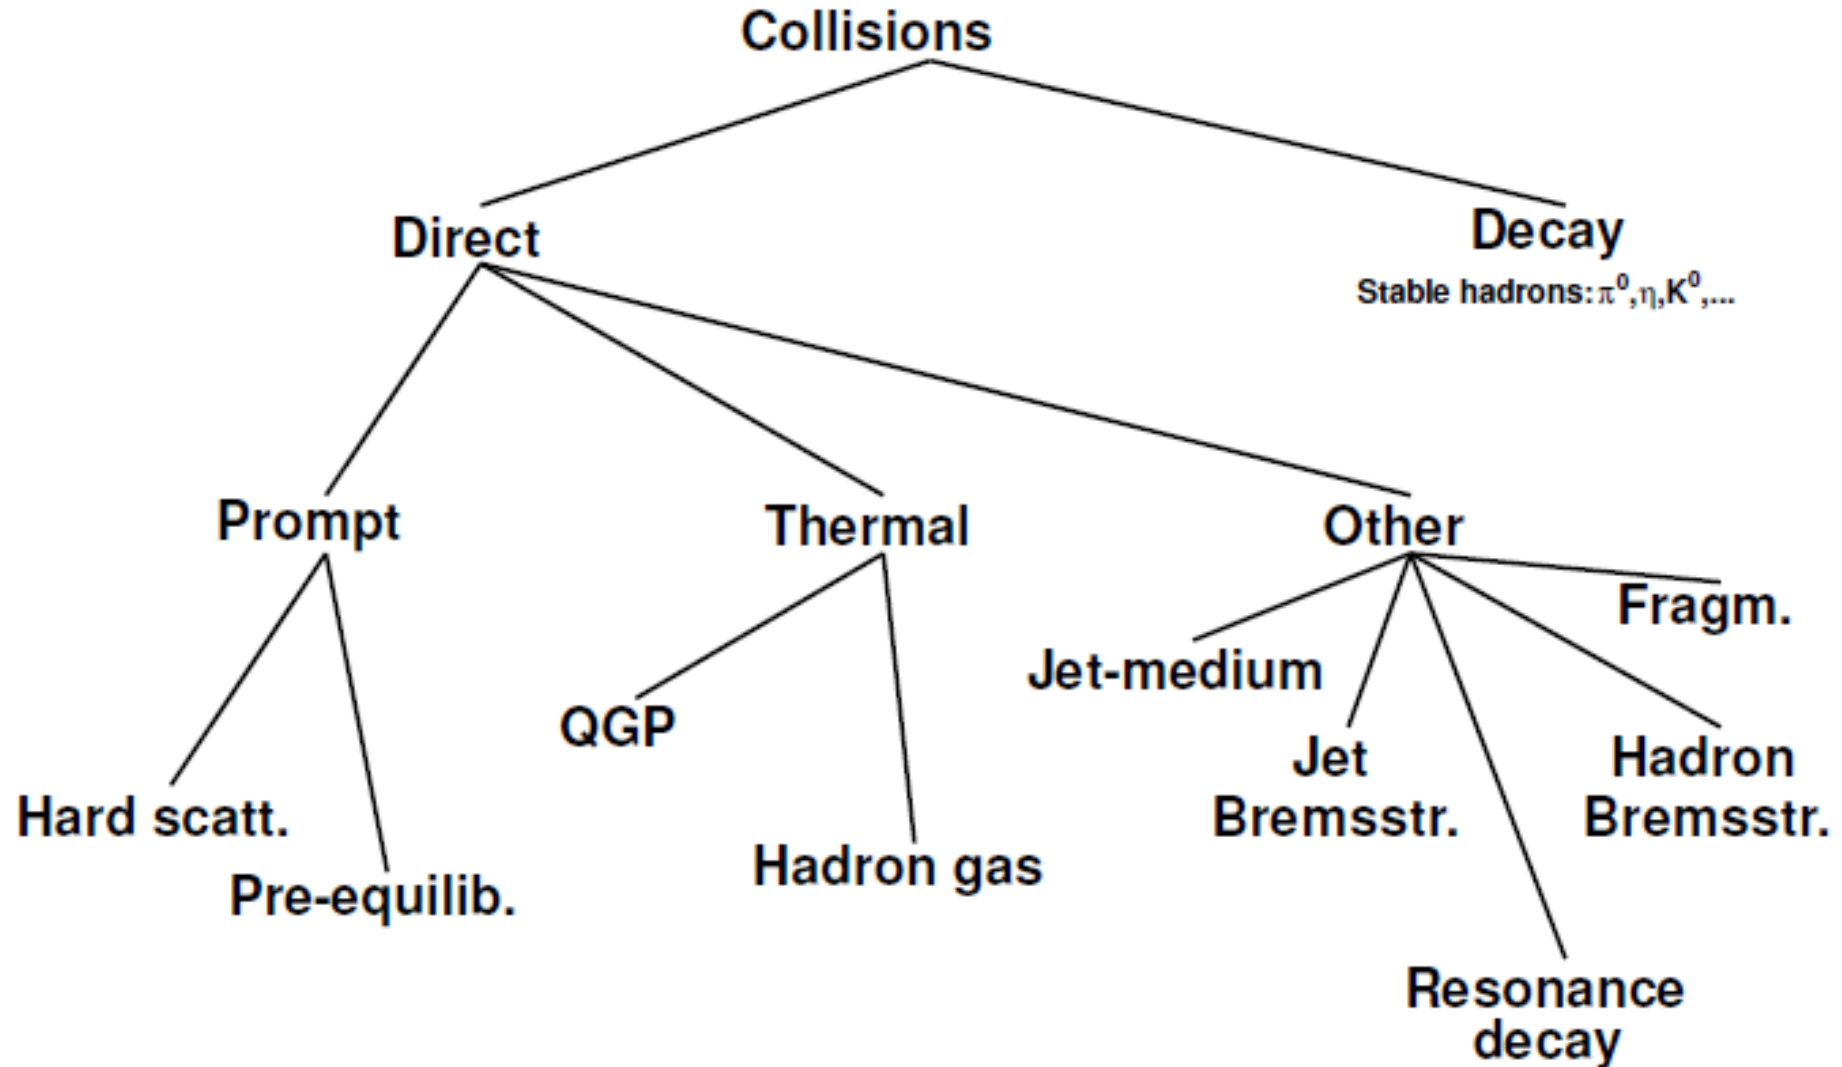 Collisions
Direct
Decay
Stable hadrons:π⁰,η,K⁰,...
Prompt
Thermal
Other
Fragm.
Jet-medium
QGP
Jet
Bremsstr.
Hadron
Bremsstr.
Hard scatt.
Pre-equilib.
Hadron gas
Resonance
decay